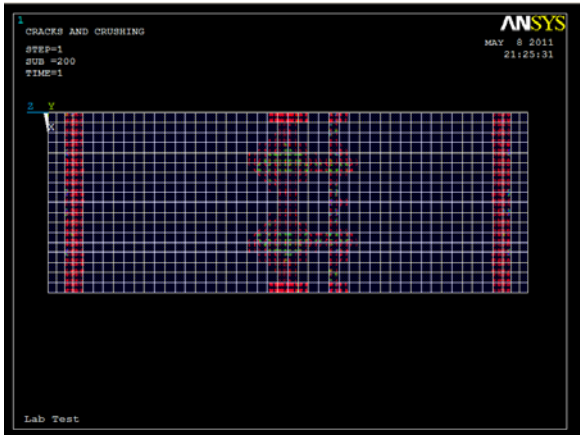 1
CRACKS AND CRUSHING
STEP=1
SUB =200
TIME=1
ANSYS
MAY 8 2011
21:25:31
Z Y
X
Lab Test